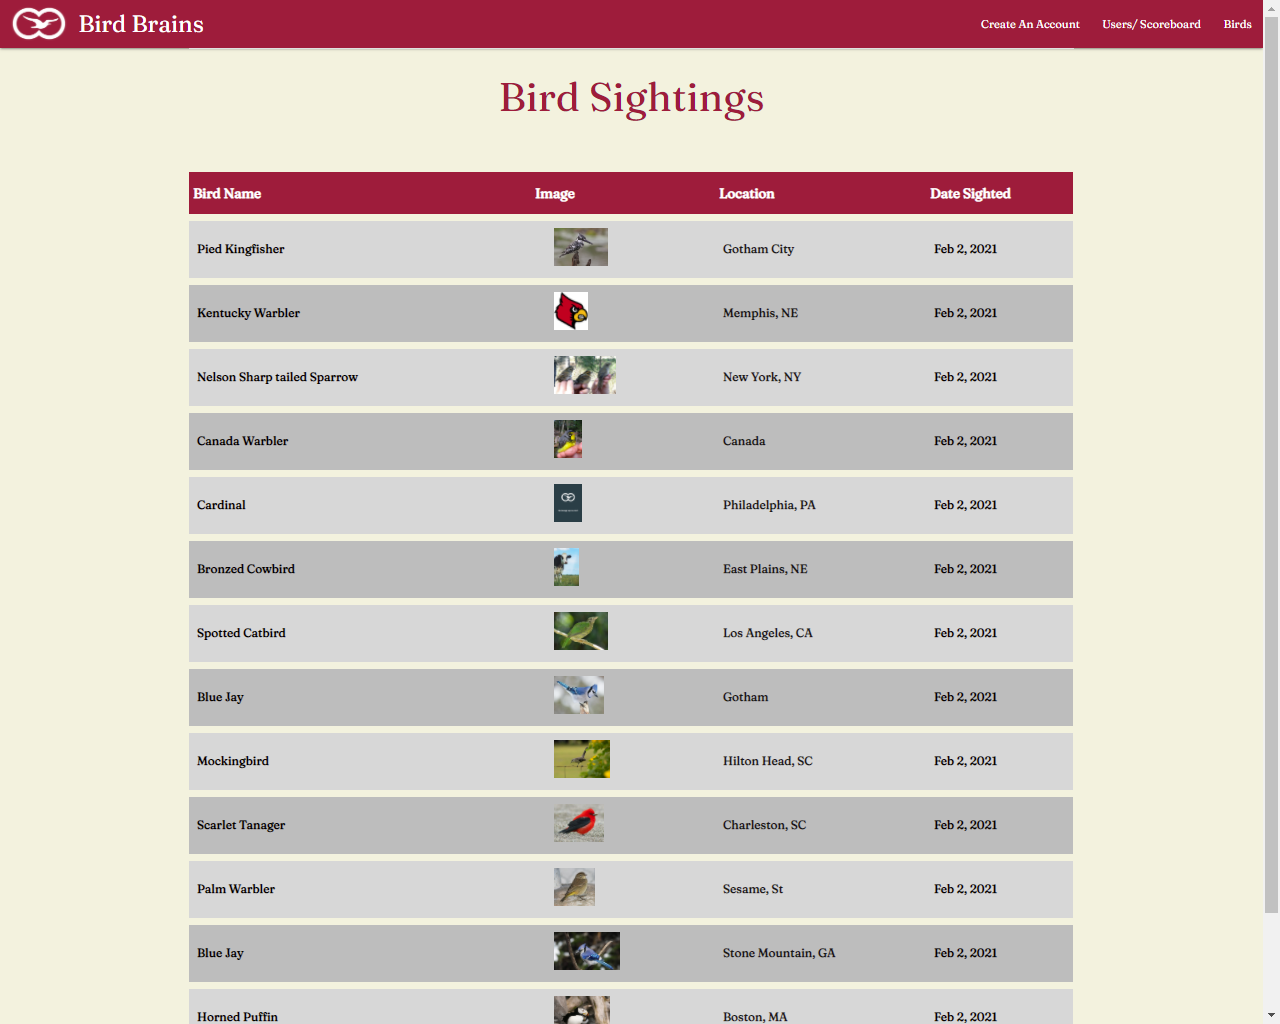 Bird Brains
Create An Account Users/ Scoreboard Birds
Bird Sightings
Bird Name Image Location Date Sighted
Pied Kingfisher Gotham City Feb 2, 2021
Kentucky Warbler Memphis, NE Feb 2, 2021
Nelson Sharp tailed Sparrow New York, NY Feb 2, 2021
Canada Warbler Canada Feb 2, 2021
Cardinal Philadelphia, PA Feb 2, 2021
Bronzed Cowbird East Plains, NE Feb 2, 2021
Spotted Catbird Los Angeles, CA Feb 2, 2021
Blue Jay Gotham Feb 2, 2021
Mockingbird Hilton Head, SC Feb 2, 2021
Scarlet Tanager Charleston, SC Feb 2, 2021
Palm Warbler Sesame, St Feb 2, 2021
Blue Jay Stone Mountain, GA Feb 2, 2021
Horned Puffin Boston, MA Feb 2, 2021